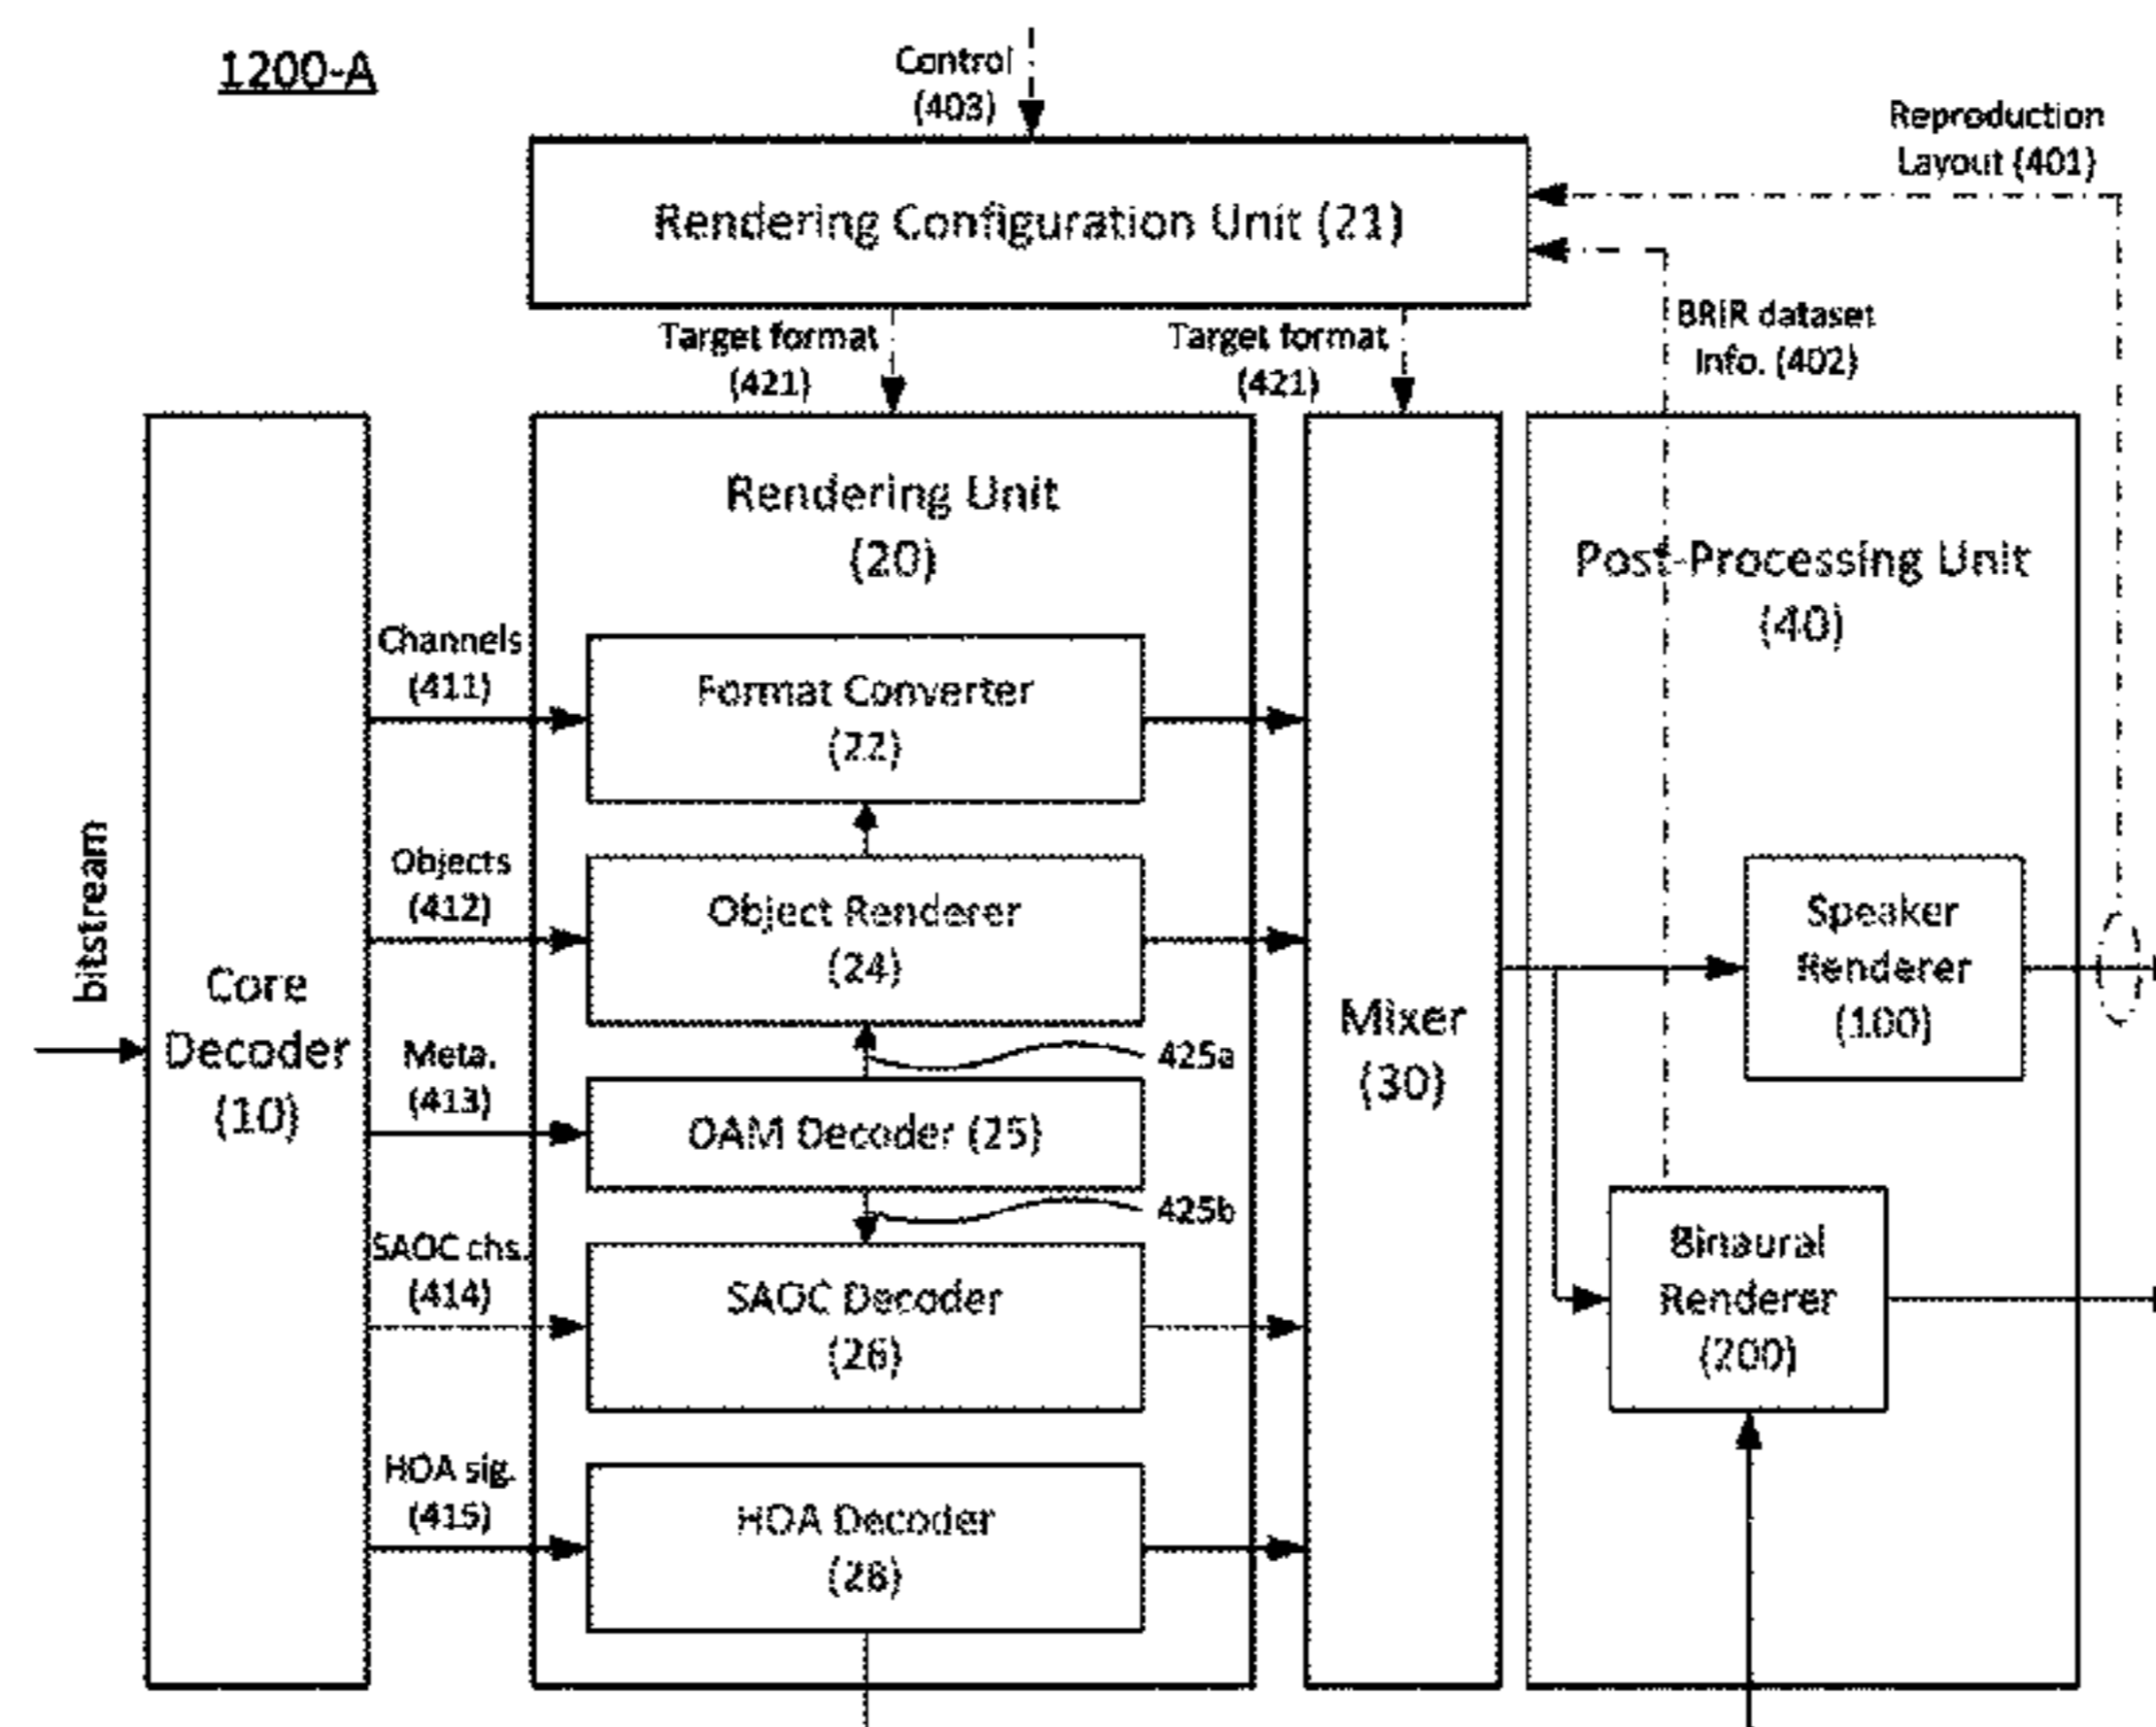 1200-A
Control
(403)
Reproduction
Layout (401)
Rendering Configuration Unit (21)
Target format
(421)
Target format
(421)
BRIR dataset
Info. (402)
Rendering Unit
(20)
Post-Processing Unit
(40)
Channels
(411)
Format Converter
(22)
bitstream
Objects
(412)
Object Renderer
(24)
Speaker
Renderer
(100)
Core
Decoder
(10)
Mixer
(30)
Meta.
(413)
425a
OAM Decoder (25)
425b
SAOC chs.
(414)
SAOC Decoder
(26)
Binaural
Renderer
(200)
HOA sig.
(415)
HOA Decoder
(28)